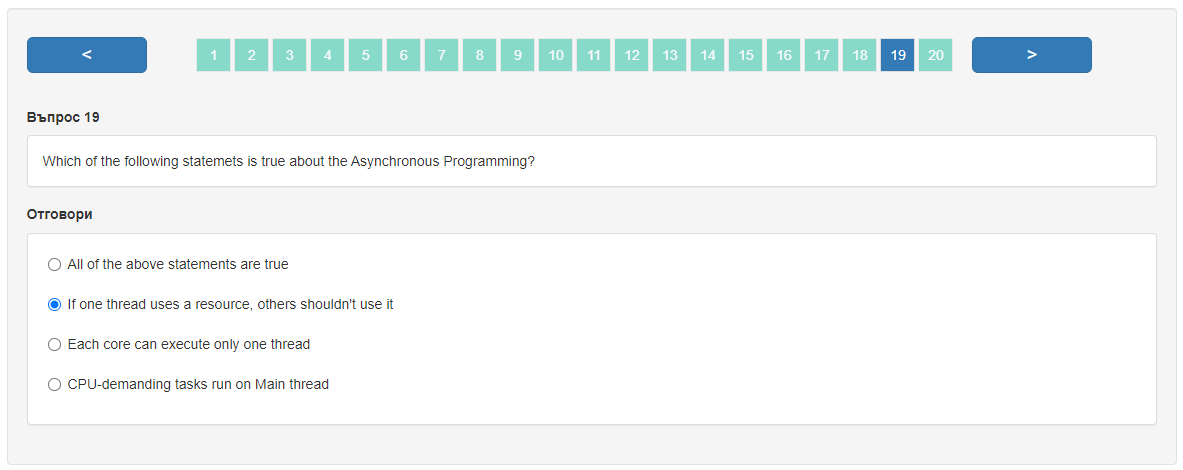 < 1 2 3 4 5 6 7 8 9 10 11 12 13 14 15 16 17 18 19 20 >
Въпрос 19
Which of the following statemets is true about the Asynchronous Programming?
Отговори
All of the above statements are true
If one thread uses a resource, others shouldn't use it
Each core can execute only one thread
CPU-demanding tasks run on Main thread